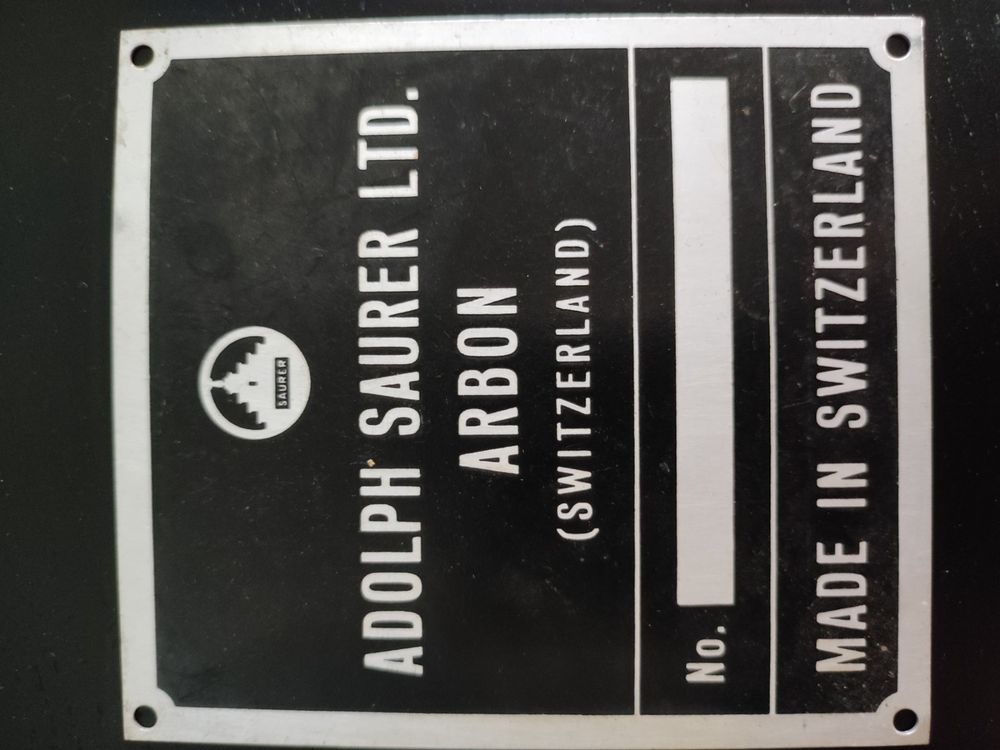 SAURER
ADOLPH SAURER LTD.
ARBON
(SWITZERLAND)
No.
MADE IN SWITZERLAND